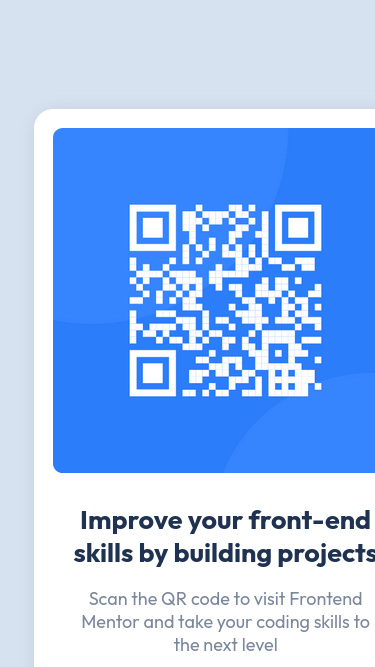 Improve your front-end
skills by building projects
Scan the QR code to visit Frontend
Mentor and take your coding skills to
the next level